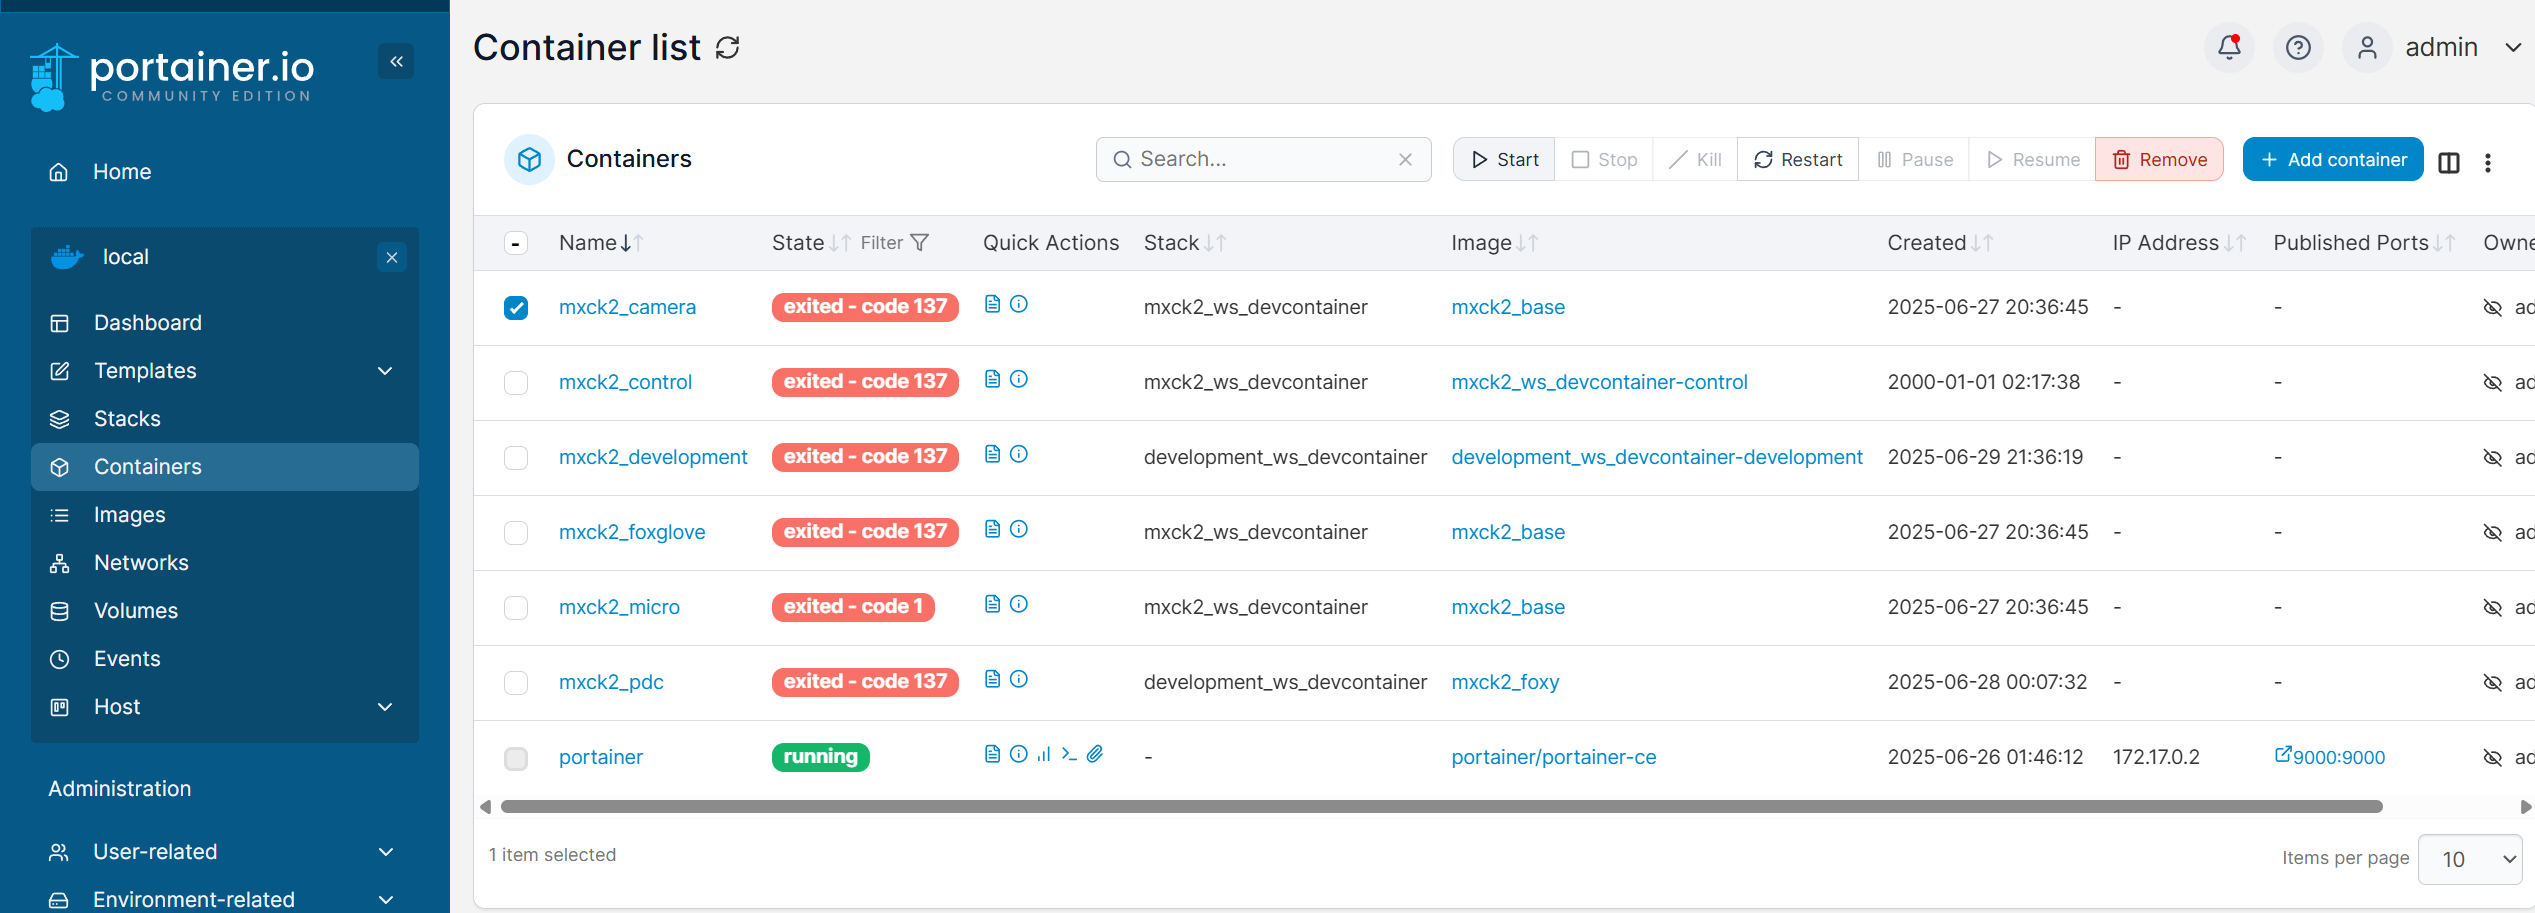 portainer.io
COMMUNITY EDITION
Home
local
Dashboard
Templates
Stacks
Containers
Images
Networks
Volumes
Events
Host
Administration
User-related
Environment-related
Container list
admin
Containers
Search...
Start
Stop
Kill
Restart
Pause
Resume
Remove
+ Add container
Name State Filter Quick Actions Stack Image Created IP Address Published Ports Owne
mxck2_camera exited - code 137 mxck2_ws_devcontainer mxck2_base 2025-06-27 20:36:45 - - ad
mxck2_control exited - code 137 mxck2_ws_devcontainer mxck2_ws_devcontainer-control 2000-01-01 02:17:38 - - ad
mxck2_development exited - code 137 development_ws_devcontainer development_ws_devcontainer-development 2025-06-29 21:36:19 - - ad
mxck2_foxglove exited - code 137 mxck2_ws_devcontainer mxck2_base 2025-06-27 20:36:45 - - ad
mxck2_micro exited - code 1 mxck2_ws_devcontainer mxck2_base 2025-06-27 20:36:45 - - ad
mxck2_pdc exited - code 137 development_ws_devcontainer mxck2_foxy 2025-06-28 00:07:32 - - ad
portainer running - portainer/portainer-ce 2025-06-26 01:46:12 172.17.0.2 9000:9000 ad
1 item selected
Items per page 10